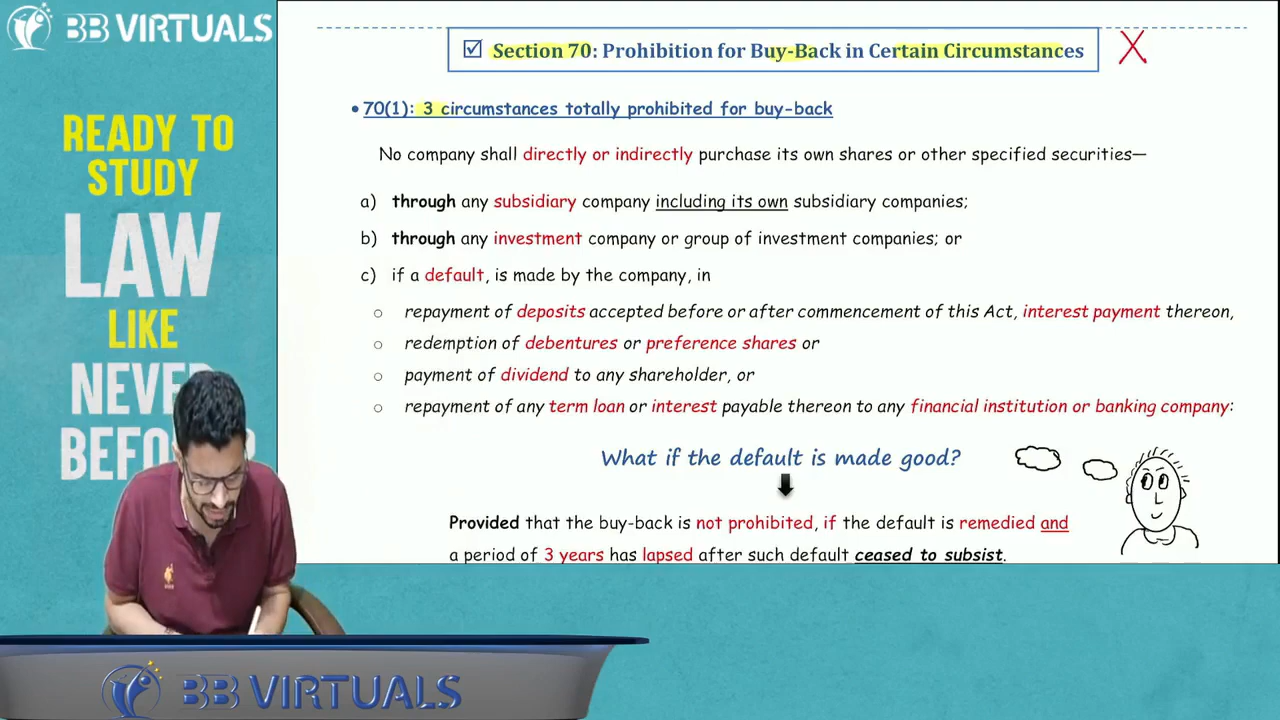 BB VIRTUALS
READY TO
STUDY
LAW
LIKE
NEVER
BEFO
☑ Section 70: Prohibition for Buy-Back in Certain Circumstances
• 70(1): 3 circumstances totally prohibited for buy-back
No company shall directly or indirectly purchase its own shares or other specified securities—
a) through any subsidiary company including its own subsidiary companies;
b) through any investment company or group of investment companies; or
c) if a default, is made by the company, in
○ repayment of deposits accepted before or after commencement of this Act, interest payment thereon,
○ redemption of debentures or preference shares or
○ payment of dividend to any shareholder, or
○ repayment of any term loan or interest payable thereon to any financial institution or banking company:
What if the default is made good?
Provided that the buy-back is not prohibited, if the default is remedied and
a period of 3 years has lapsed after such default ceased to subsist.
BB VIRTUALS